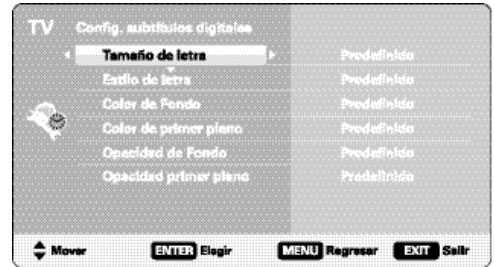 TV Config. subtítulos digitales
Tamaño de letra Predefinido
Estilo de letra Predefinido
Color de Fondo Predefinido
Color de primer plano Predefinido
Opacidad de Fondo Predefinido
Opacidad primer plano Predefinido
Mover ENTER Elegir MENU Regresar EXIT Salir